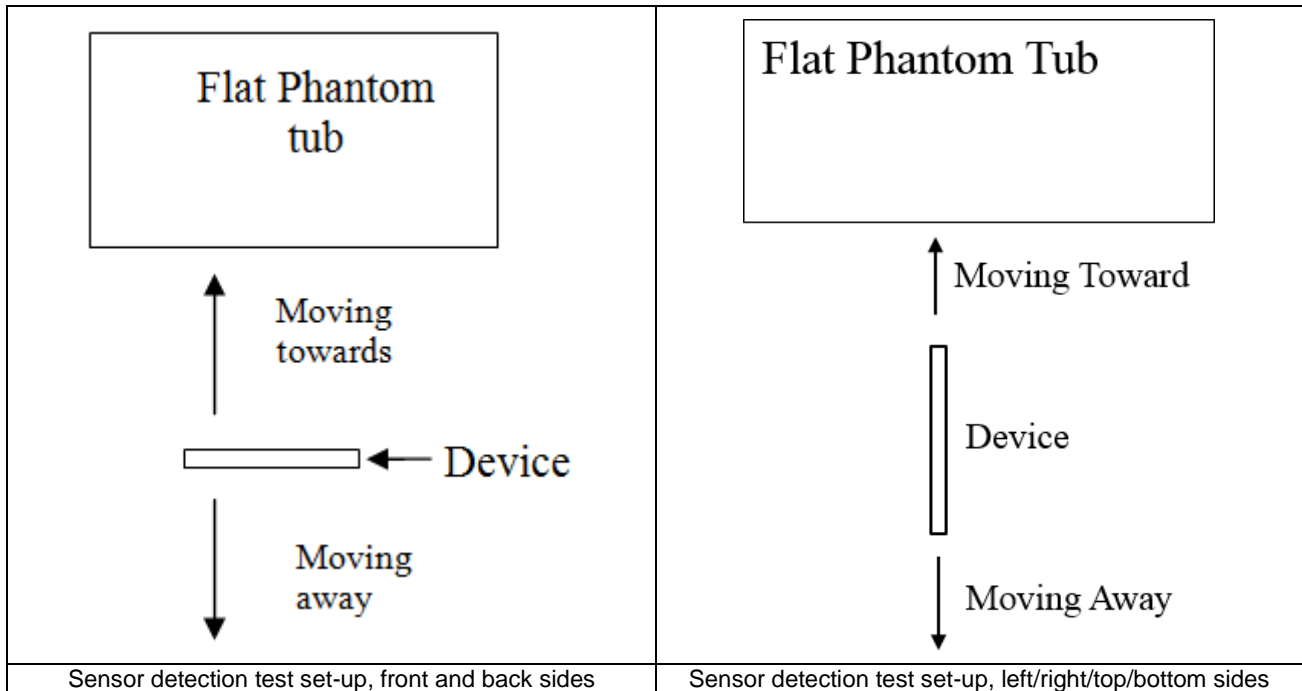 Flat Phantom
tub
Moving
towards
Device
Moving
away
Sensor detection test set-up, front and back sides
Flat Phantom Tub
Moving Toward
Device
Moving Away
Sensor detection test set-up, left/right/top/bottom sides